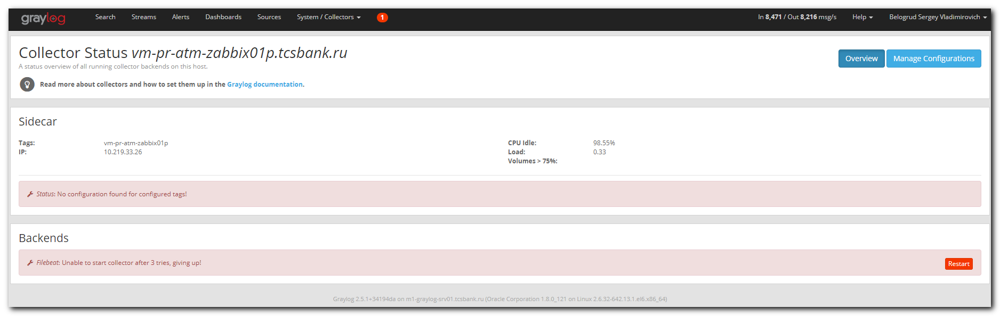 graylog Search Streams Alerts Dashboards Sources System / Collectors 1 In 8,471 / Out 8,216 msg/s Help Belogrud Sergey Vladimirovich
Collector Status vm-pr-atm-zabbix01p.tcsbank.ru
Overview Manage Configurations
A status overview of all running collector backends on this host.
Read more about collectors and how to set them up in the Graylog documentation.
Sidecar
Tags: vm-pr-atm-zabbix01p CPU Idle: 98.55%
IP: 10.219.33.26 Load: 0.33
Volumes > 75%:
Status: No configuration found for configured tags!
Backends
Filebeat: Unable to start collector after 3 tries, giving up! Restart
Graylog 2.5.1+34194da on m1-graylog-srv01.tcsbank.ru (Oracle Corporation 1.8.0_121 on Linux 2.6.32-642.13.1.el6.x86_64)